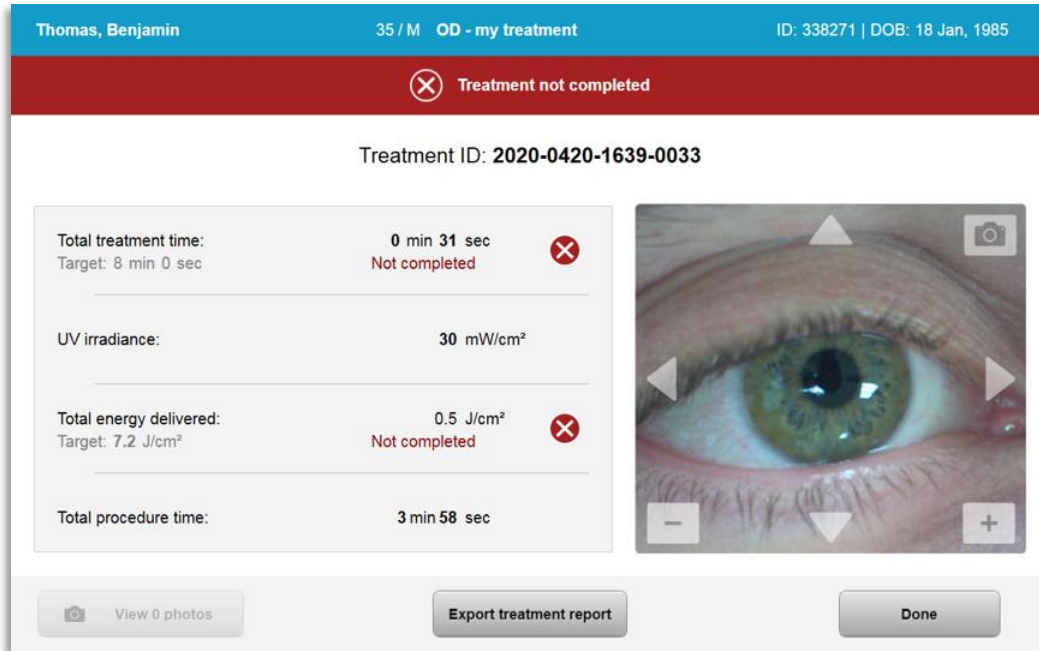 Thomas, Benjamin 35 / M OD - my treatment ID: 338271 | DOB: 18 Jan, 1985
Treatment not completed
Treatment ID: 2020-0420-1639-0033
Total treatment time: 0 min 31 sec
Target: 8 min 0 sec Not completed
UV irradiance: 30 mW/cm²
Total energy delivered: 0.5 J/cm²
Target: 7.2 J/cm² Not completed
Total procedure time: 3 min 58 sec
View 0 photos Export treatment report Done